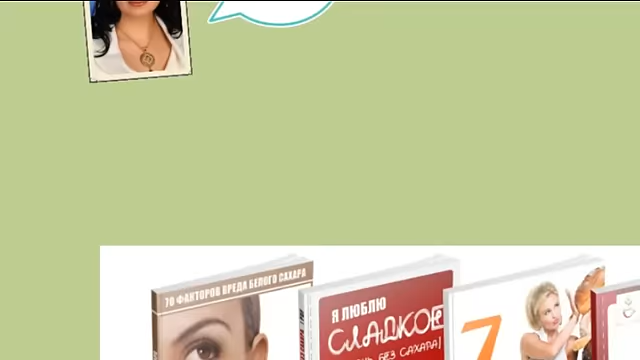 70 ФАКТОРОВ ВРЕДА БЕЛОГО САХАРА
Я ЛЮБЛЮ
СЛАДКОЕ
БЕЗ САХАРА!
7